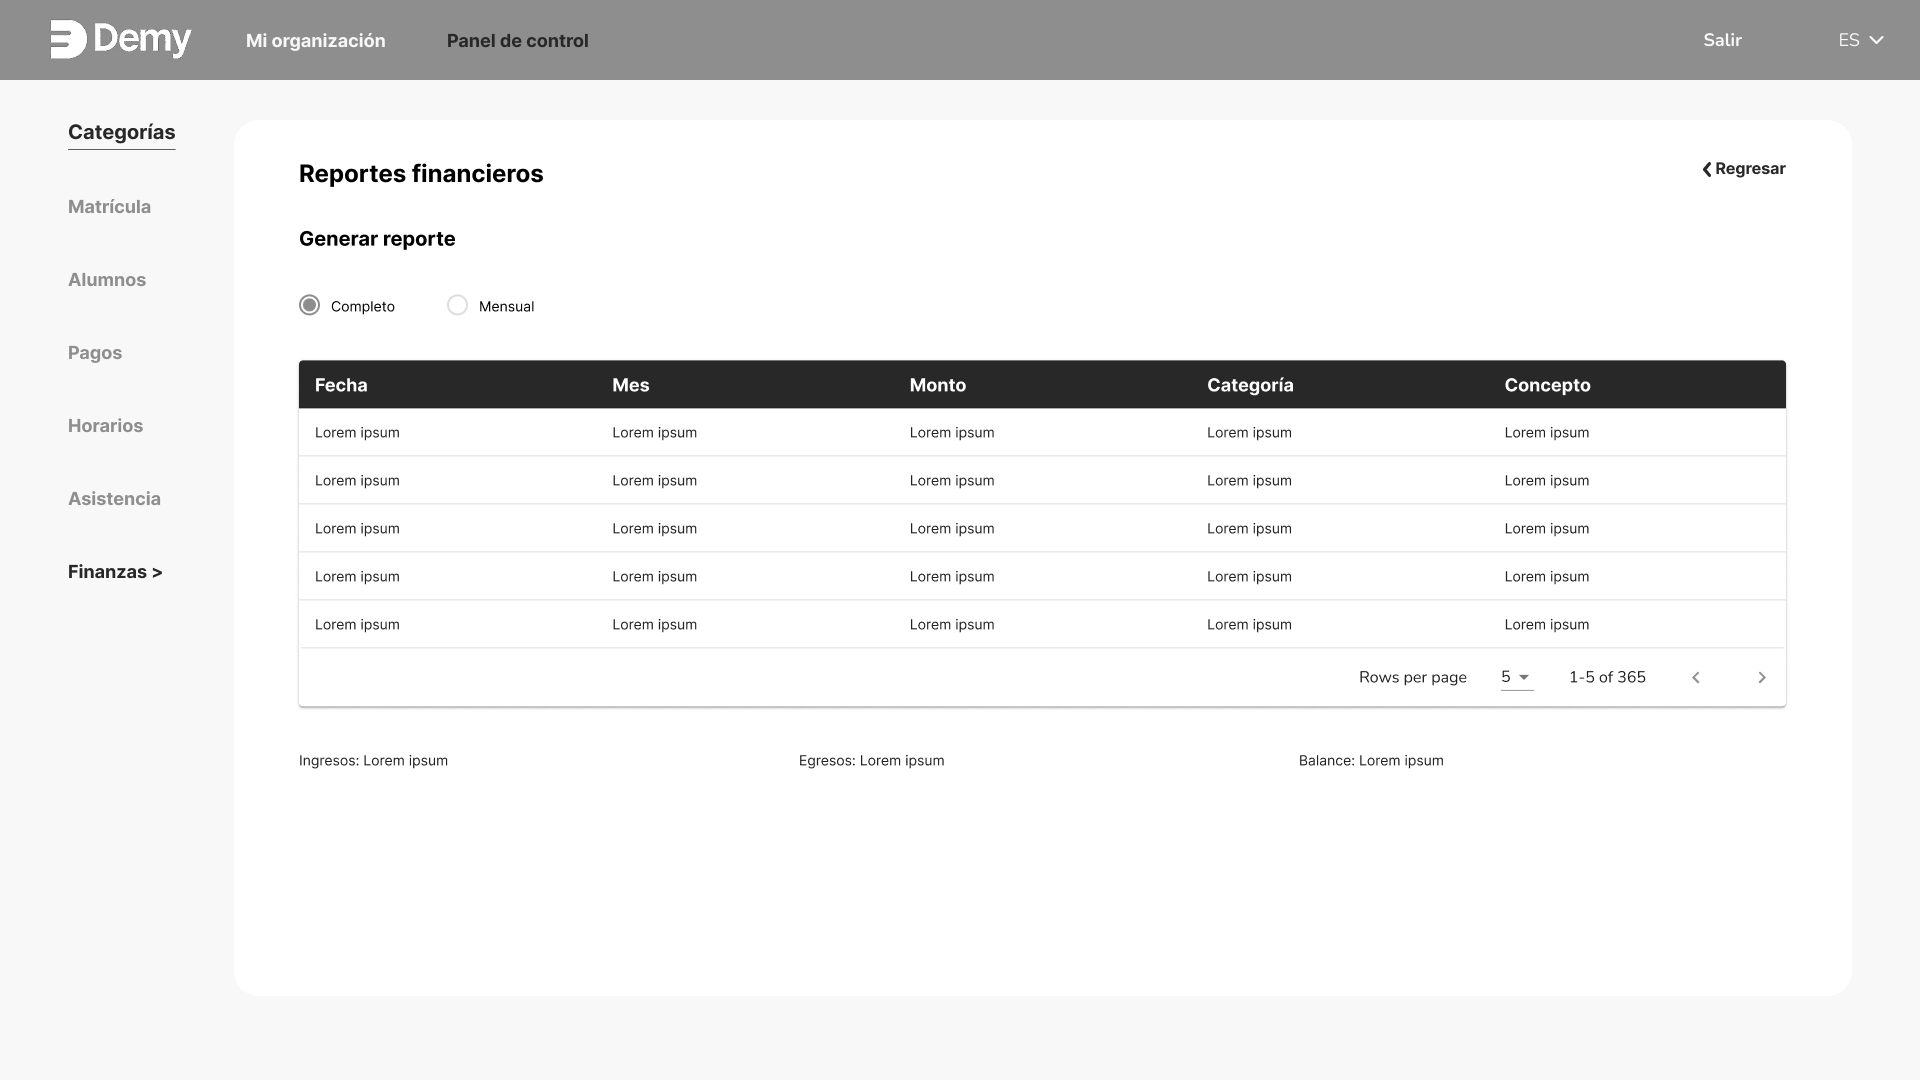 Demy
Mi organización
Panel de control
Salir
ES
Categorías
Matrícula
Alumnos
Pagos
Horarios
Asistencia
Finanzas >
Reportes financieros
Regresar
Generar reporte
Completo
Mensual
Fecha Mes Monto Categoría Concepto
Lorem ipsum Lorem ipsum Lorem ipsum Lorem ipsum Lorem ipsum
Lorem ipsum Lorem ipsum Lorem ipsum Lorem ipsum Lorem ipsum
Lorem ipsum Lorem ipsum Lorem ipsum Lorem ipsum Lorem ipsum
Lorem ipsum Lorem ipsum Lorem ipsum Lorem ipsum Lorem ipsum
Lorem ipsum Lorem ipsum Lorem ipsum Lorem ipsum Lorem ipsum
Rows per page 5 1-5 of 365
Ingresos: Lorem ipsum Egresos: Lorem ipsum Balance: Lorem ipsum